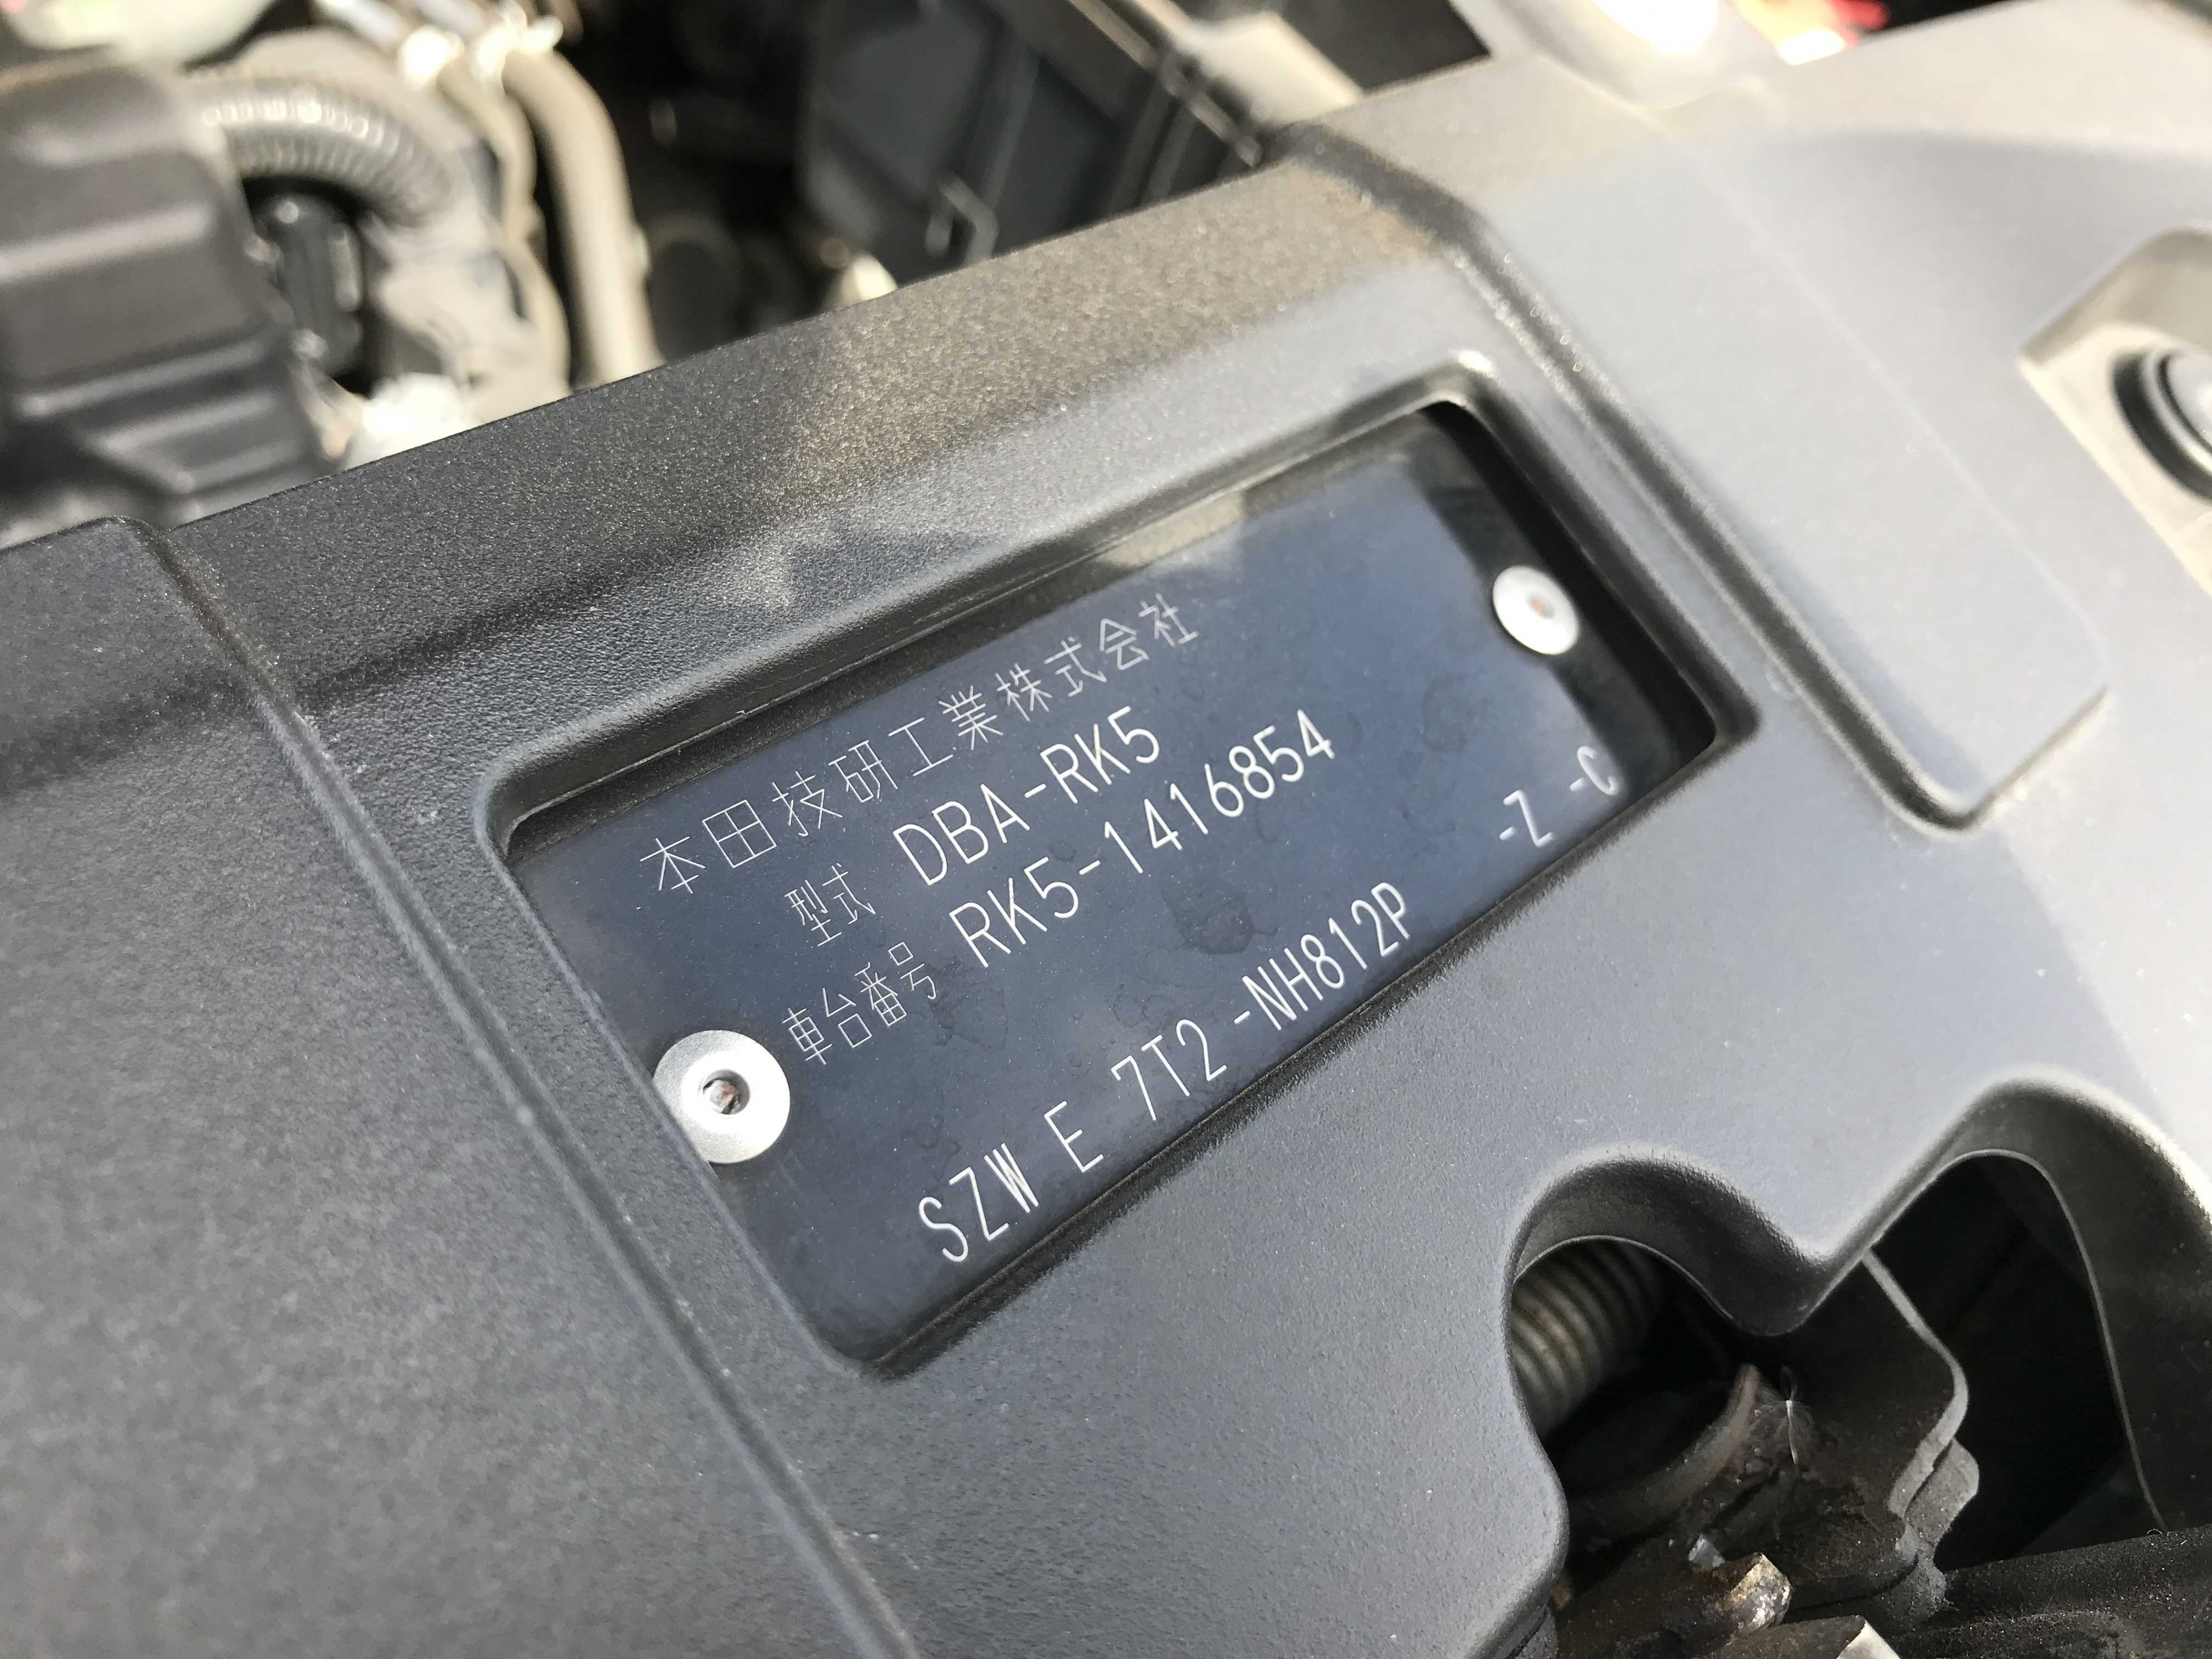 本田技研工業株式会社
型式 DBA-RK5
車台番号 RK5-1416854
SZW E 7T2 -NH812P -Z -C